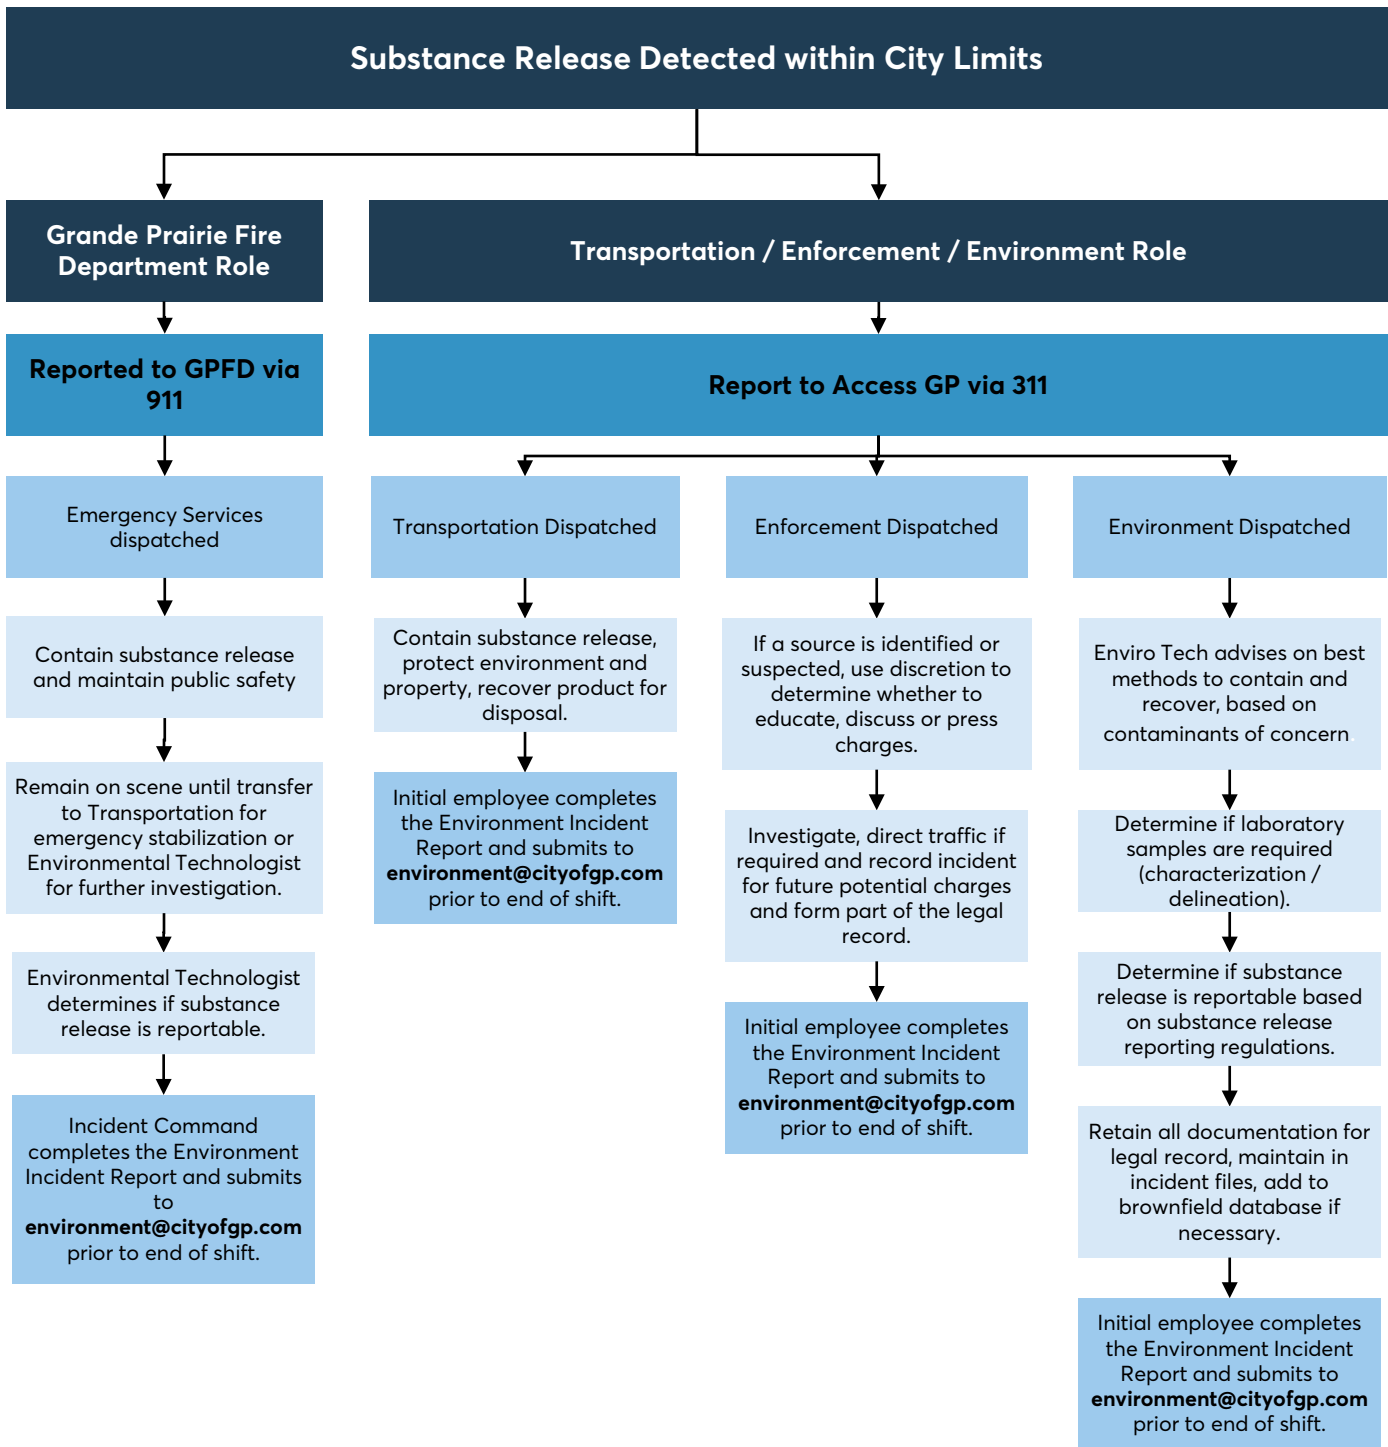 Substance Release Detected within City Limits
Grande Prairie Fire
Department Role
Transportation / Enforcement / Environment Role
Reported to GPFD via
911
Report to Access GP via 311
Emergency Services
dispatched
Contain substance release
and maintain public safety
Remain on scene until transfer
to Transportation for
emergency stabilization or
Environmental Technologist
for further investigation.
Environmental Technologist
determines if substance
release is reportable.
Incident Command
completes the Environment
Incident Report and submits
to
environment@cityofgp.com
prior to end of shift.
Transportation Dispatched
Contain substance release,
protect environment and
property, recover product for
disposal.
Initial employee completes
the Environment Incident
Report and submits to
environment@cityofgp.com
prior to end of shift.
Enforcement Dispatched
If a source is identified or
suspected, use discretion to
determine whether to
educate, discuss or press
charges.
Investigate, direct traffic if
required and record incident
for future potential charges
and form part of the legal
record.
Initial employee completes
the Environment Incident
Report and submits to
environment@cityofgp.com
prior to end of shift.
Environment Dispatched
Enviro Tech advises on best
methods to contain and
recover, based on
contaminants of concern.
Determine if laboratory
samples are required
(characterization /
delineation).
Determine if substance
release is reportable based
on substance release
reporting regulations.
Retain all documentation for
legal record, maintain in
incident files, add to
brownfield database if
necessary.
Initial employee completes
the Environment Incident
Report and submits to
environment@cityofgp.com
prior to end of shift.